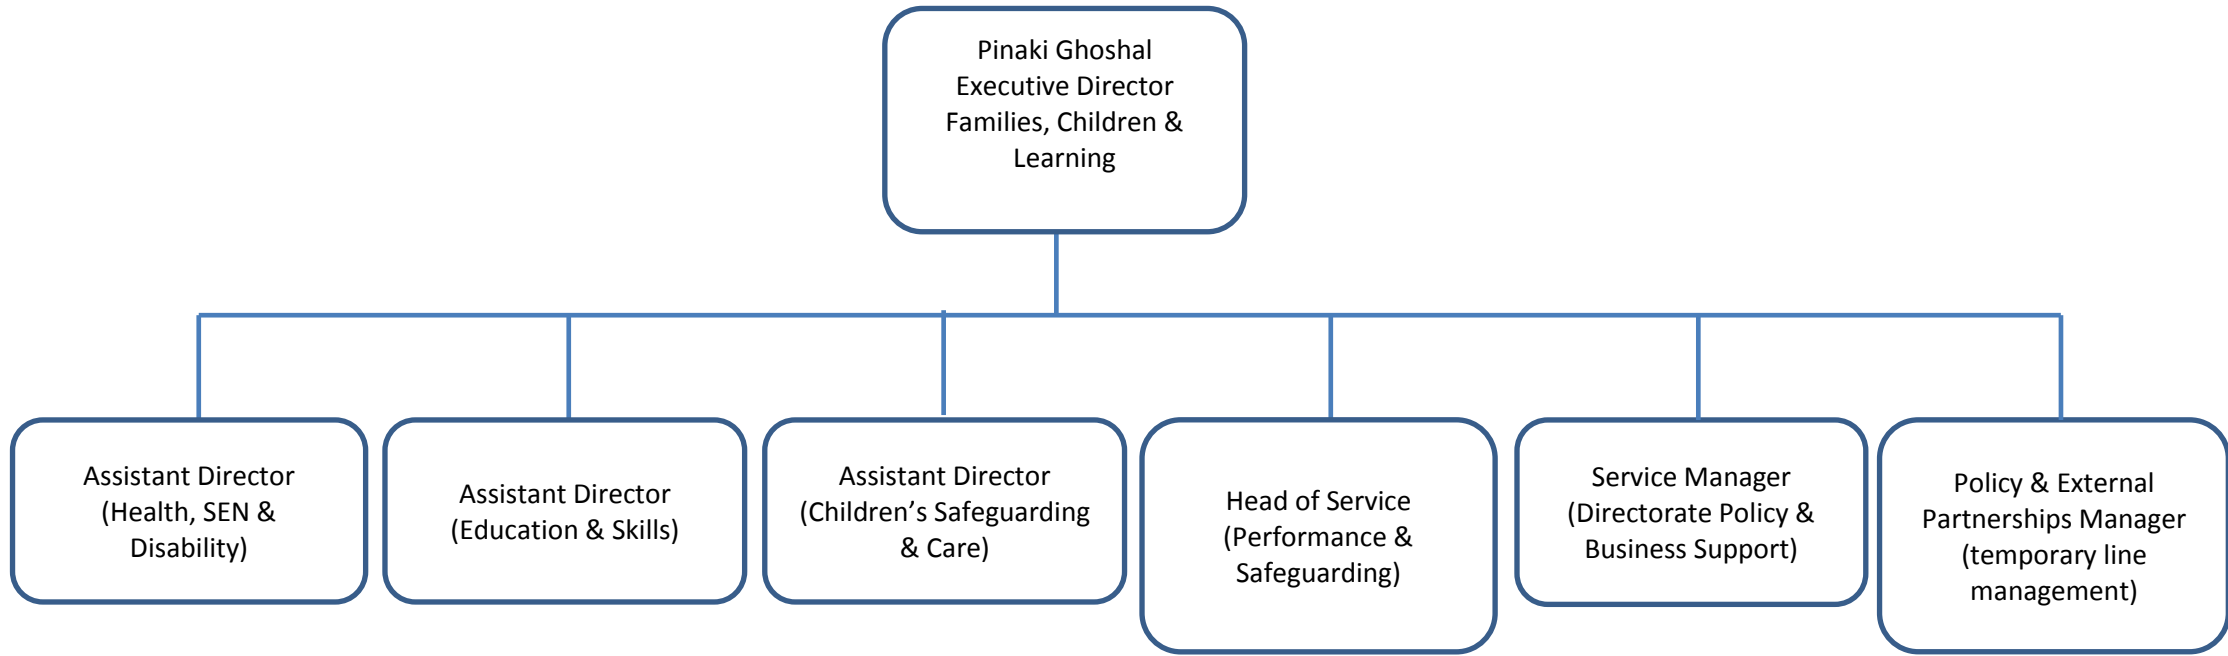 Pinaki Ghoshal
Executive Director
Families, Children &
Learning
Assistant Director
(Health, SEN &
Disability)
Assistant Director
(Education & Skills)
Assistant Director
(Children’s Safeguarding
& Care)
Head of Service
(Performance &
Safeguarding)
Service Manager
(Directorate Policy &
Business Support)
Policy & External
Partnerships Manager
(temporary line
management)